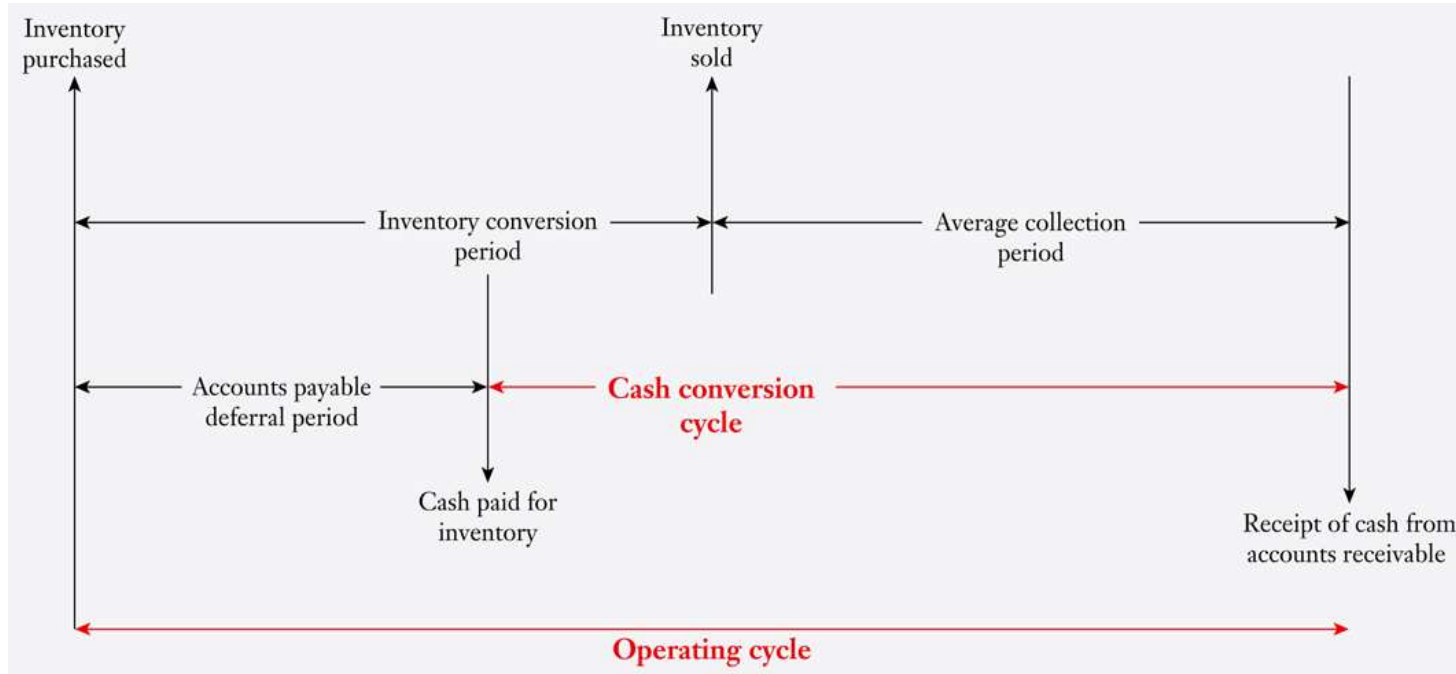 Inventory
purchased
Inventory
sold
Inventory conversion
period
Average collection
period
Accounts payable
deferral period
Cash conversion
cycle
Cash paid for
inventory
Receipt of cash from
accounts receivable
Operating cycle